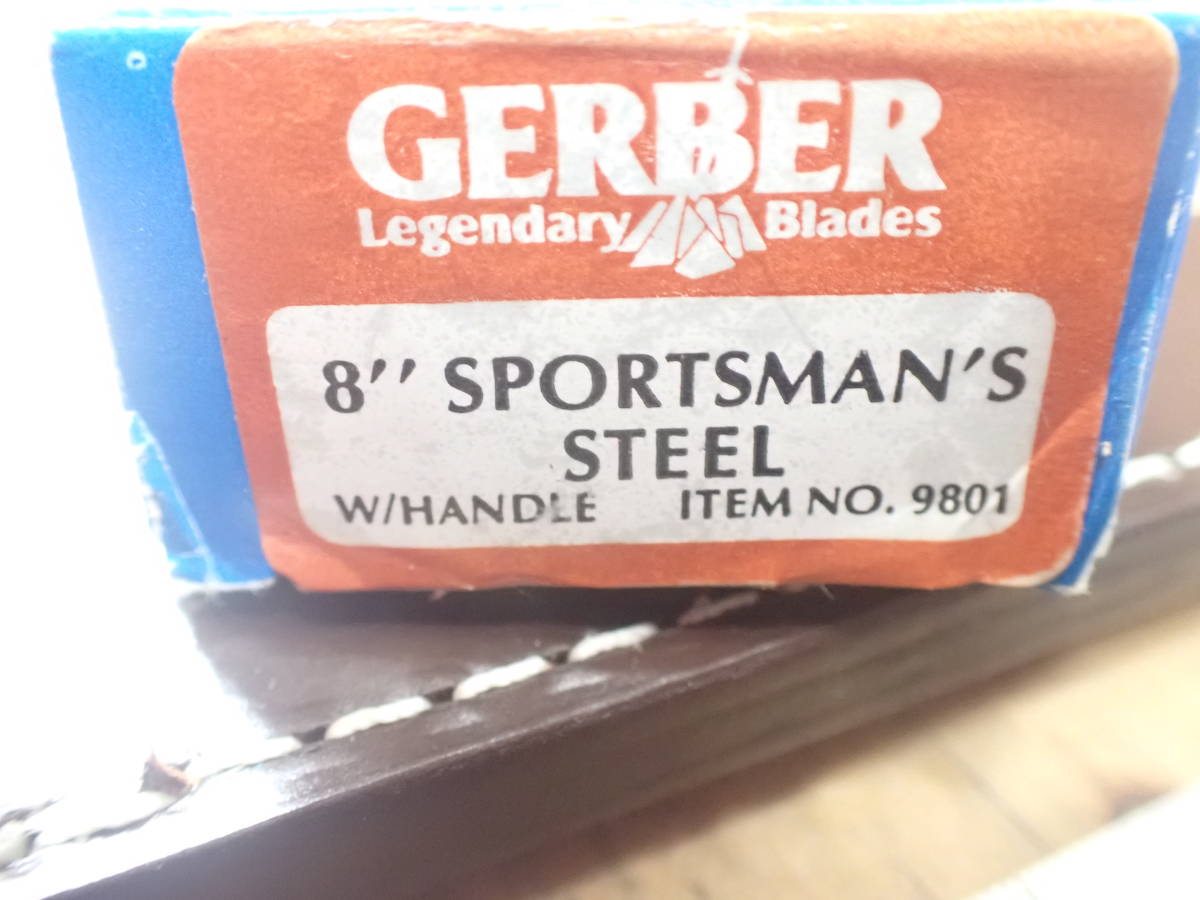 GERBER
Legendary Blades
8″ SPORTSMAN'S
STEEL
W/HANDLE ITEM NO. 9801